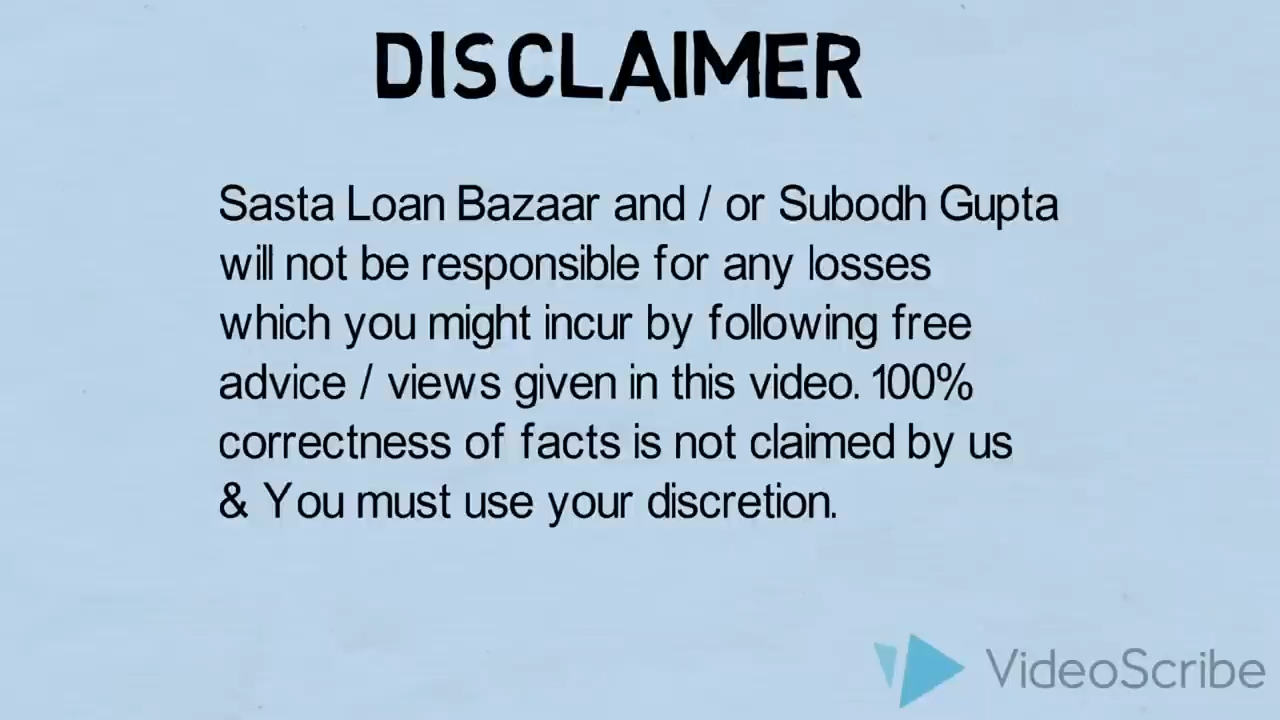 DISCLAIMER
Sasta Loan Bazaar and / or Subodh Gupta
will not be responsible for any losses
which you might incur by following free
advice / views given in this video. 100%
correctness of facts is not claimed by us
& You must use your discretion.
VideoScribe